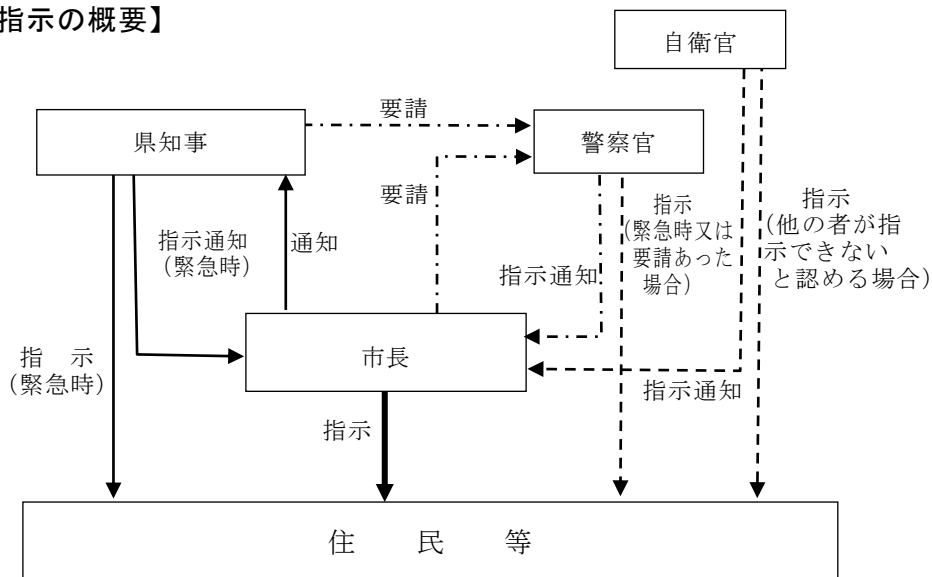 指示の概要】
自衛官
県知事
要請
警察官
要請
指示
(緊急時又は
要請あった
場合)
指示
(他の者が指
示できない
と認める場合)
指示通知
(緊急時)
通知
指示通知
市長
指　示
(緊急時)
指示通知
指示
住　民　等